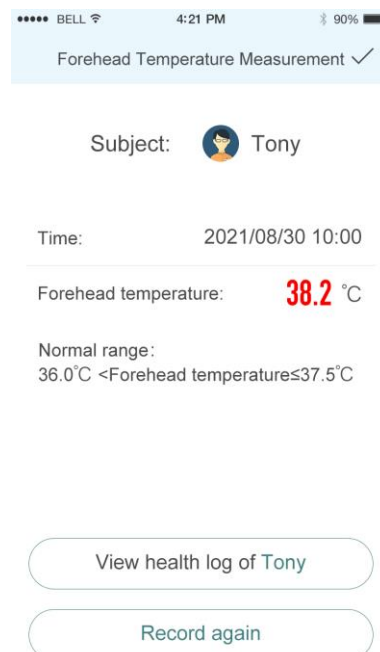 BELL 4:21 PM 90%
Forehead Temperature Measurement
Subject: Tony
Time: 2021/08/30 10:00
Forehead temperature: 38.2 °C
Normal range:
36.0°C <Forehead temperature≤37.5°C
View health log of Tony
Record again